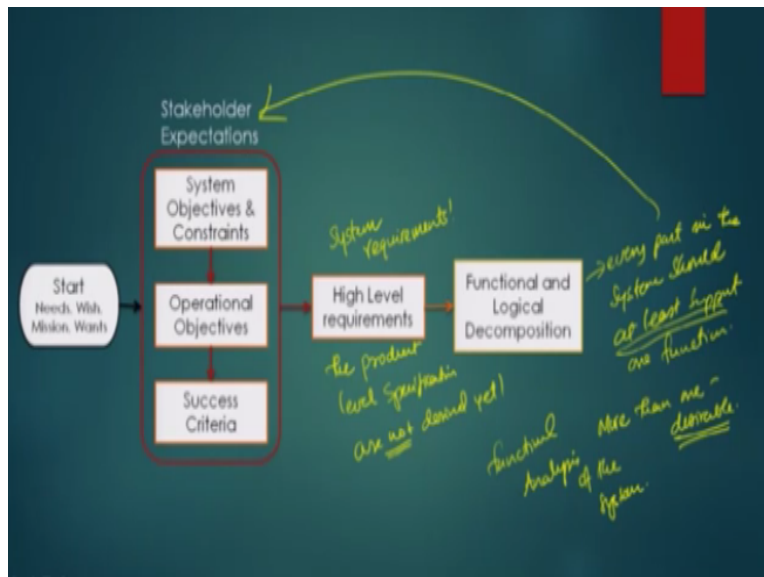 Stakeholder
Expectations
System
Objectives &
Constraints
Start
Needs, Wish,
Mission, Wants
Operational
Objectives
Success
Criteria
System
requirements!
High Level
requirements
the product
level Specification
are not desired yet)
Functional and
Logical
Decomposition
every part in the
System Should
at least support
one function.
More than one -
desirable.
functional
Analysis
of the
System.